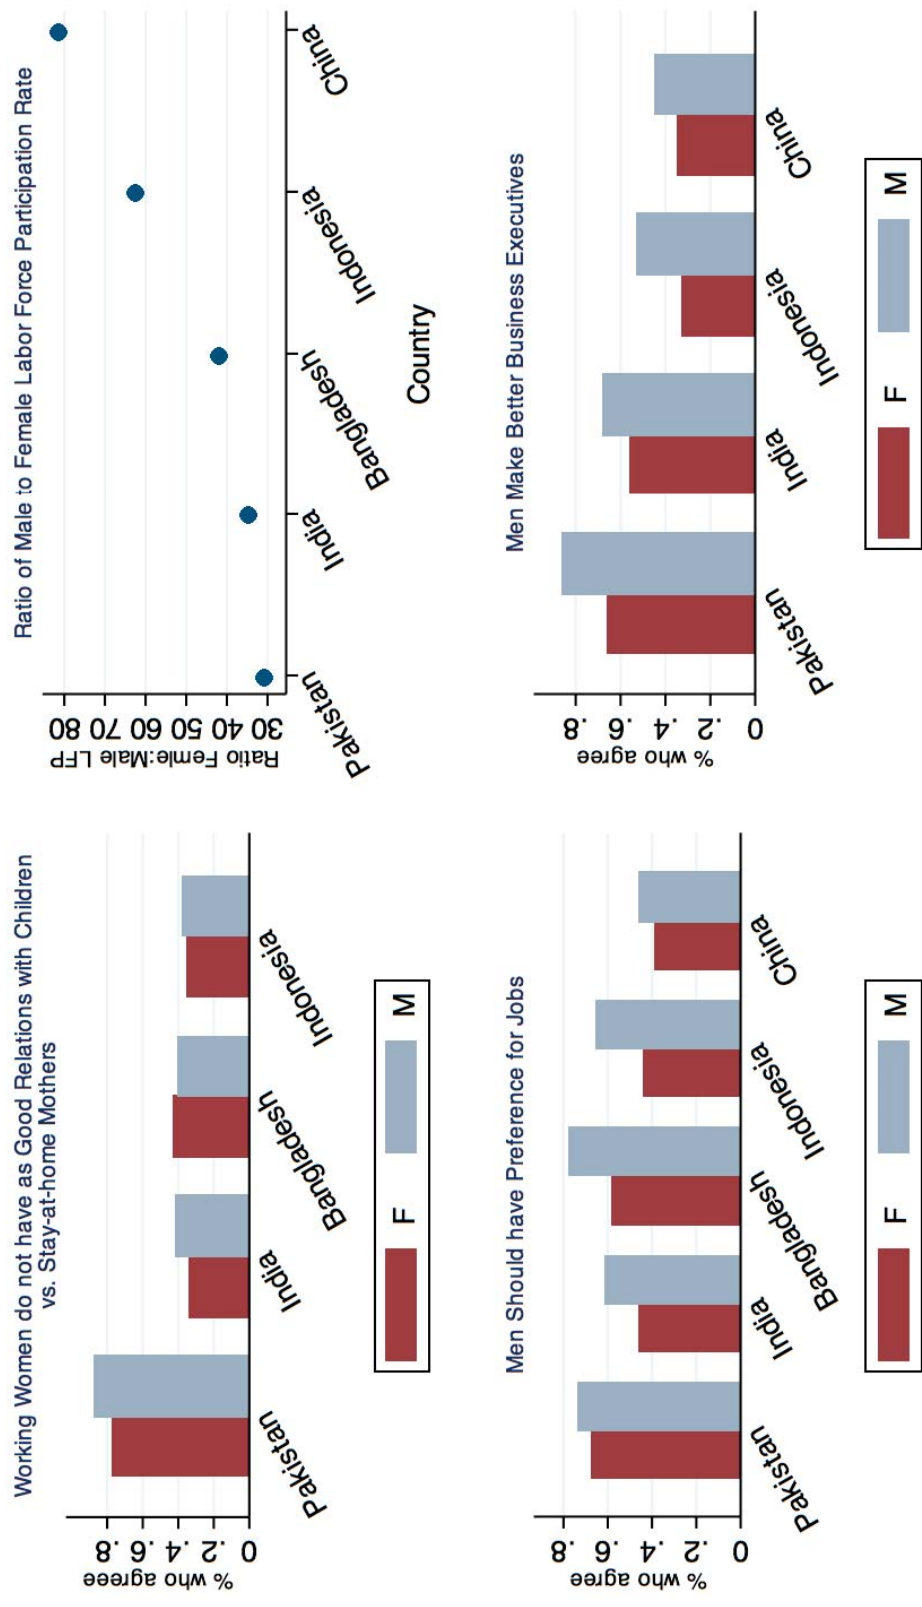 Working Women do not have as Good Relations with Children
vs. Stay-at-home Mothers
% who agreee
.8
.6
.4
.2
0
Pakistan
India
Bangladesh
Indonesia
F
M
Ratio of Male to Female Labor Force Participation Rate
Ratio Femle:Male LFP
80
70
60
50
40
30
Pakistan
India
Bangladesh
Indonesia
China
Country
Men Should have Preference for Jobs
% who agree
.8
.6
.4
.2
0
Pakistan
India
Bangladesh
Indonesia
China
F
M
Men Make Better Business Executives
% who agree
.8
.6
.4
.2
0
Pakistan
India
Indonesia
China
F
M